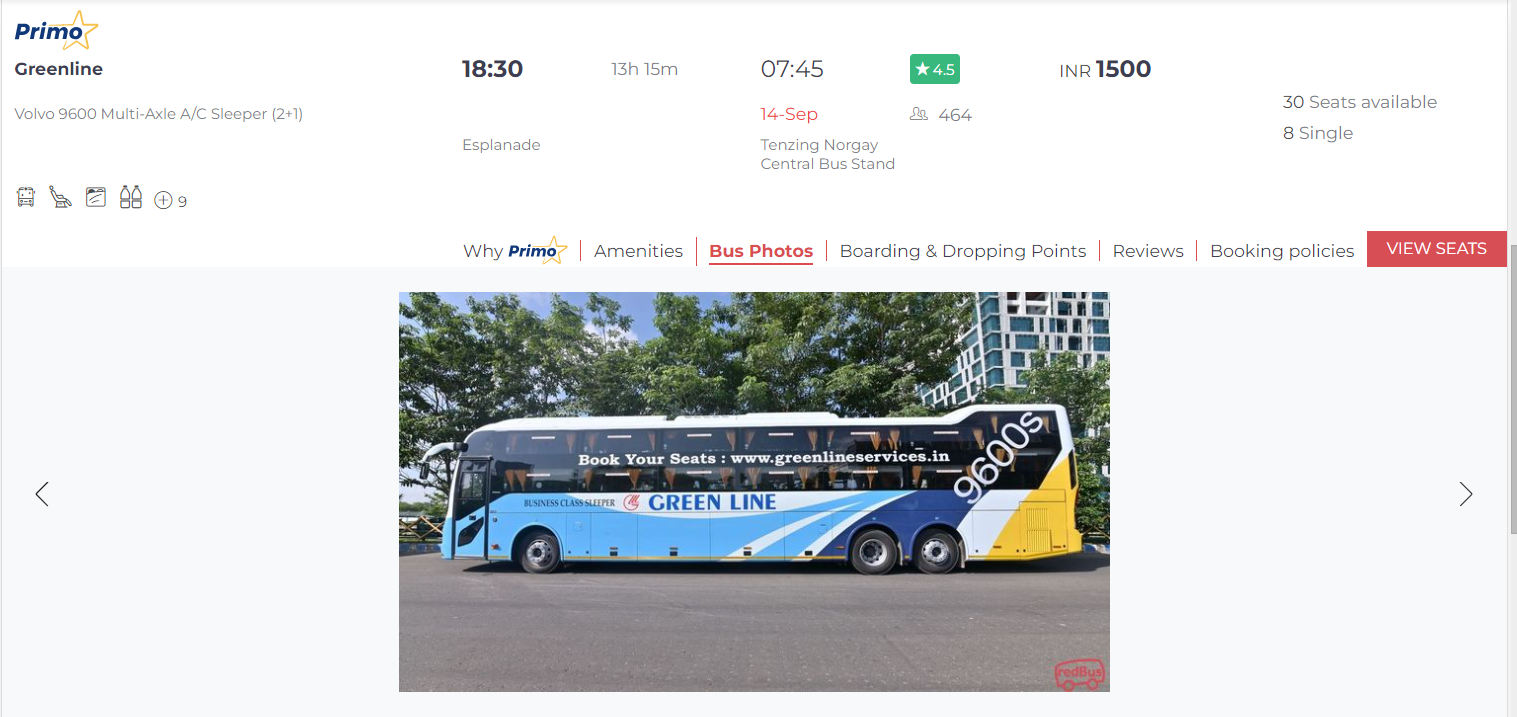 Primo
Greenline
18:30 13h 15m 07:45 ★ 4.5 INR 1500
Volvo 9600 Multi-Axle A/C Sleeper (2+1)
14-Sep 464
30 Seats available
8 Single
Esplanade
Tenzing Norgay
Central Bus Stand
9
Why Primo Amenities Bus Photos Boarding & Dropping Points Reviews Booking policies VIEW SEATS
9600s
Book Your Seats : www.greenlineservices.in
BUSINESS CLASS SLEEPER GREEN LINE
redBus